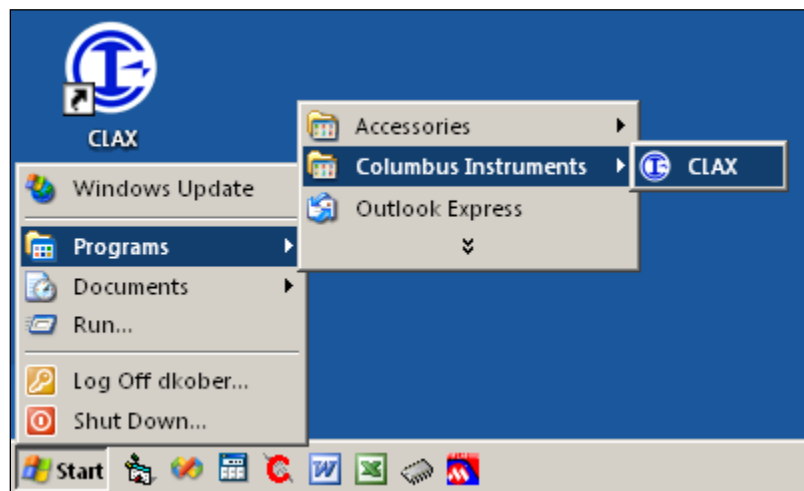 CLAX
Accessories
Columbus Instruments
CLAX
Outlook Express
Windows Update
Programs
Documents
Run...
Log Off dkober...
Shut Down...
Start